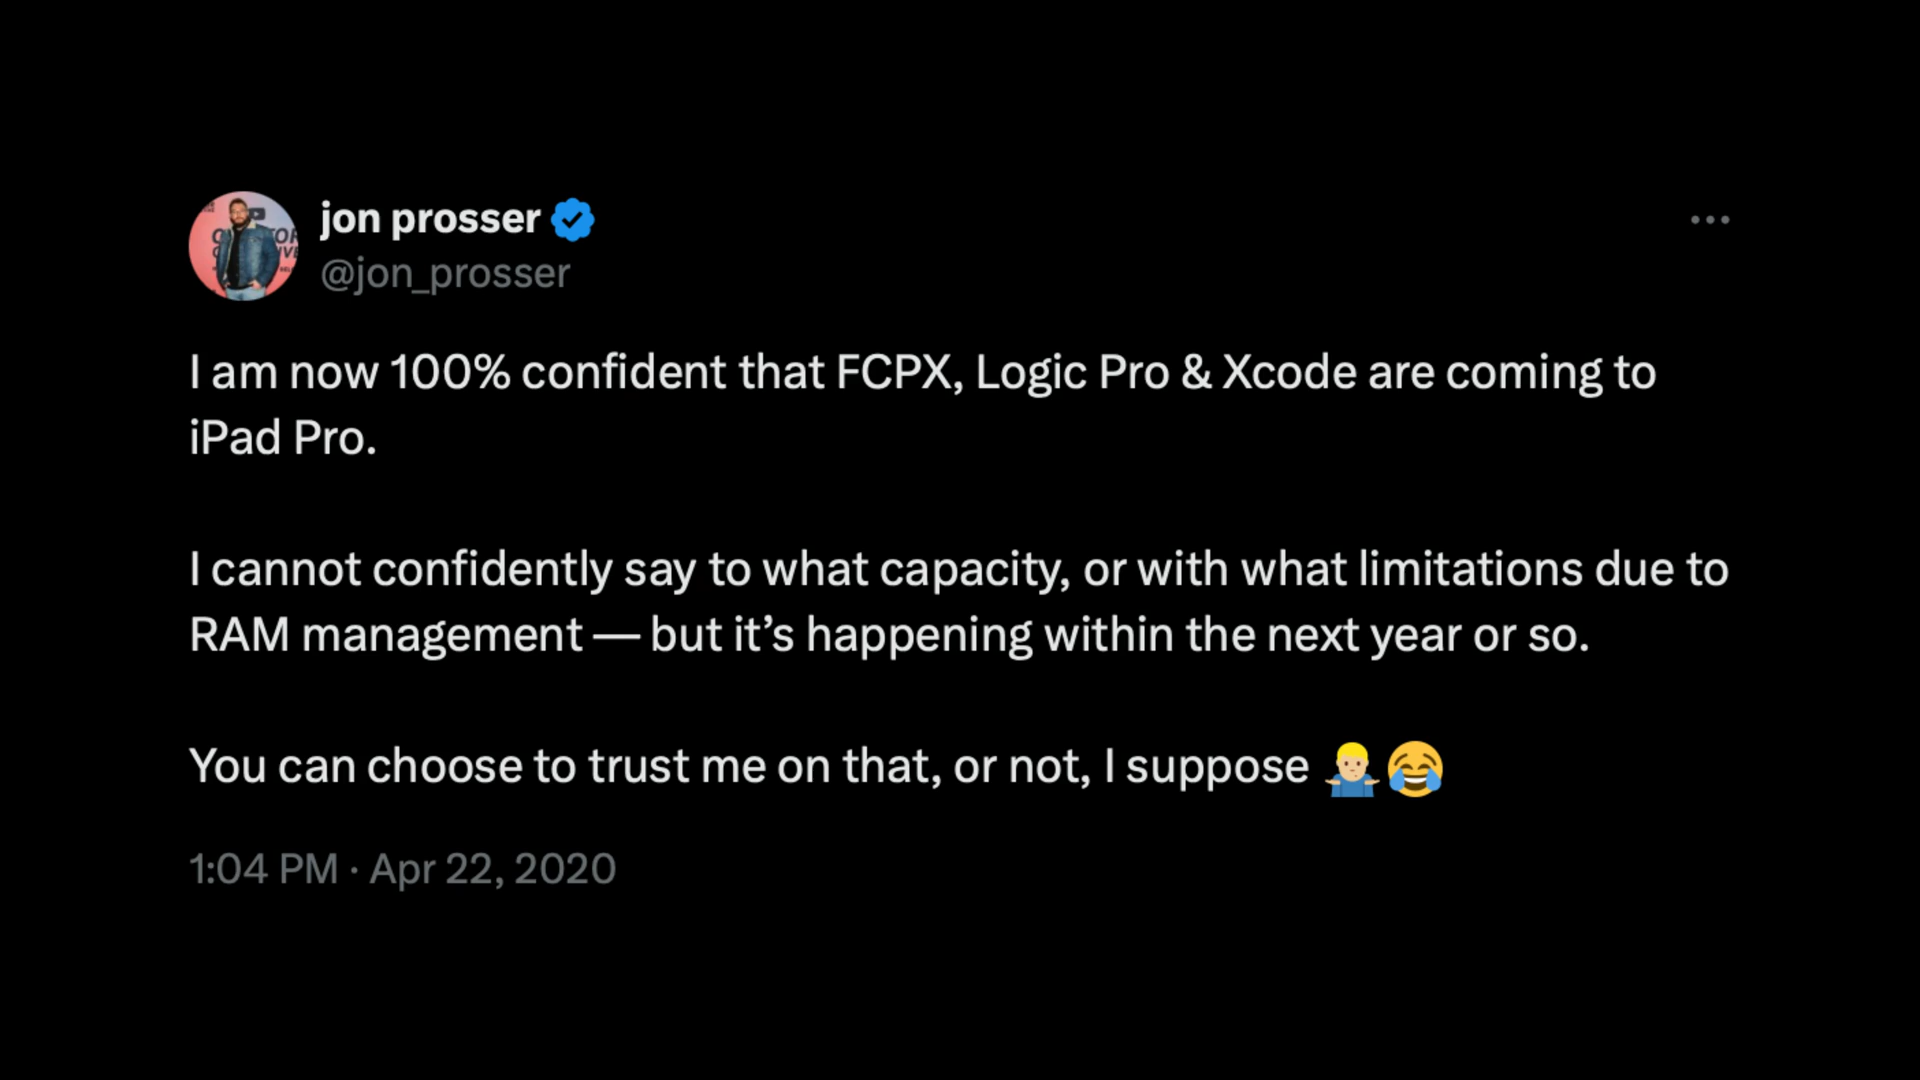 jon prosser
@jon_prosser
I am now 100% confident that FCPX, Logic Pro & Xcode are coming to
iPad Pro.
I cannot confidently say to what capacity, or with what limitations due to
RAM management — but it’s happening within the next year or so.
You can choose to trust me on that, or not, I suppose 🤷🏼‍♂️😂
1:04 PM · Apr 22, 2020